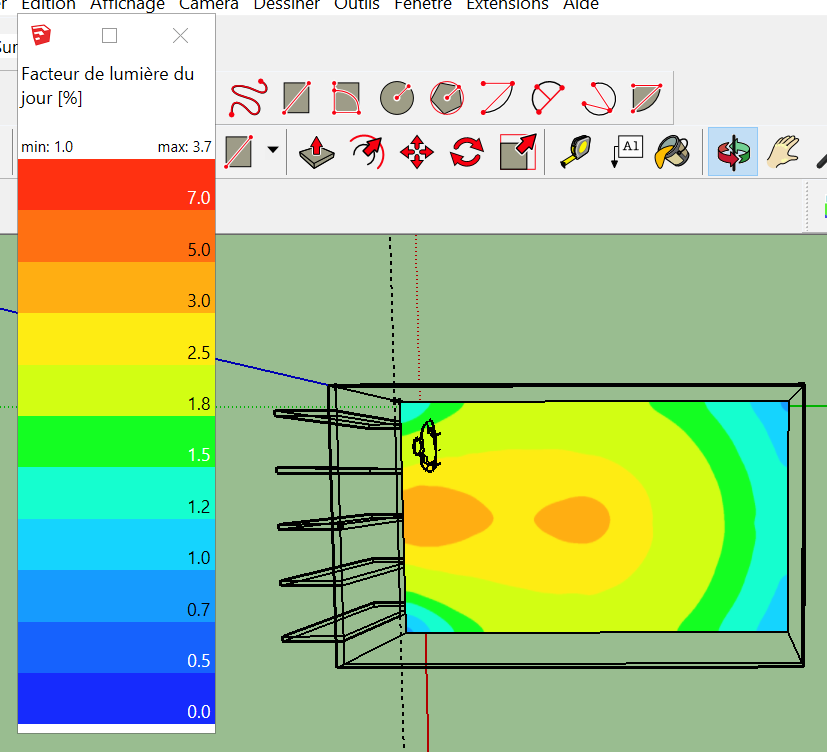 Edition Affichage Caméra Dessiner Outils Fenêtre Extensions Aide
Facteur de lumière du
jour [%]
min: 1.0 max: 3.7
7.0
5.0
3.0
2.5
1.8
1.5
1.2
1.0
0.7
0.5
0.0
A1